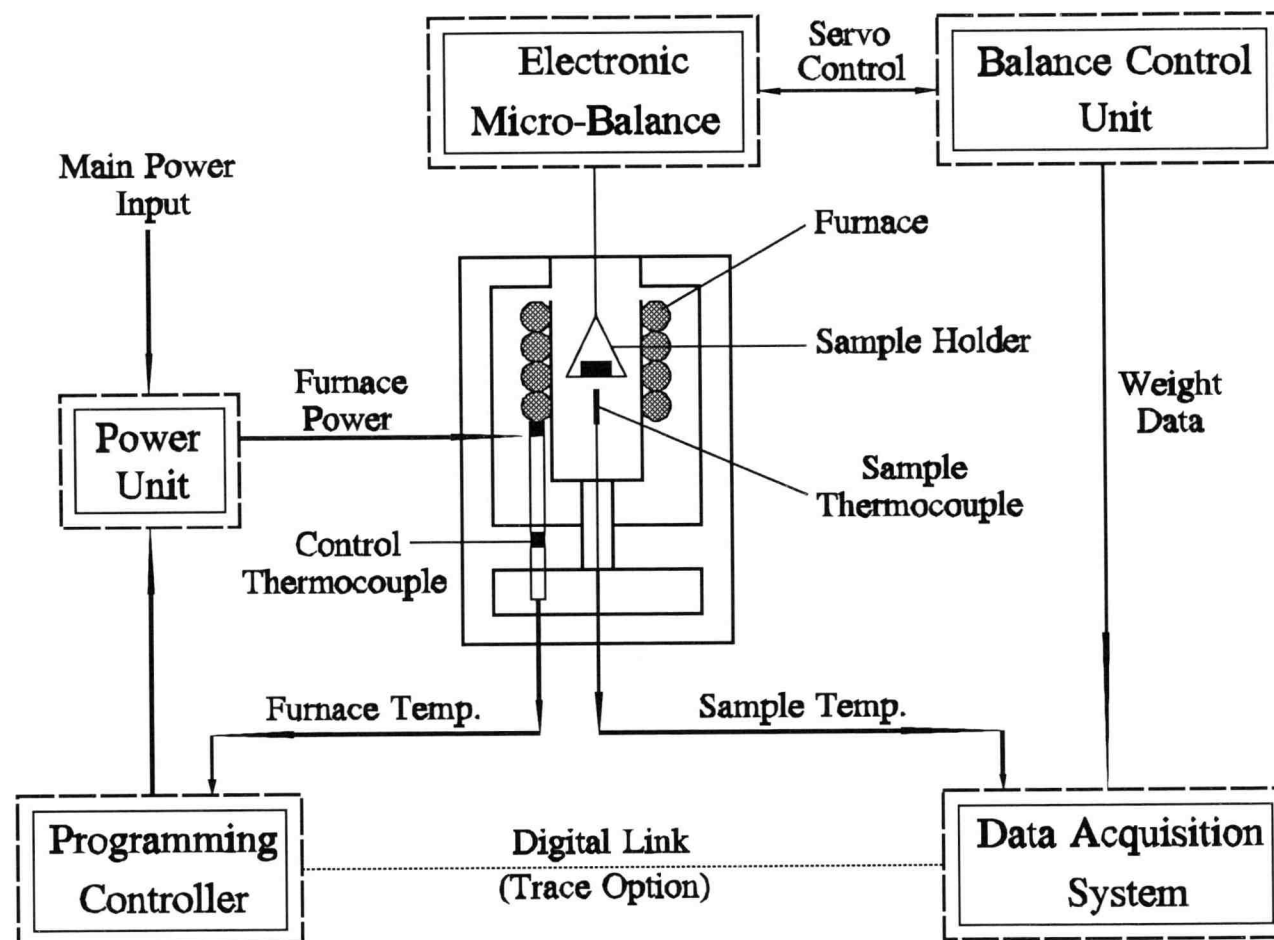 Electronic
Micro-Balance
Servo
Control
Balance Control
Unit
Main Power
Input
Furnace
Sample Holder
Furnace
Power
Weight
Data
Power
Unit
Sample
Thermocouple
Control
Thermocouple
Furnace Temp.
Sample Temp.
Programming
Controller
Digital Link
(Trace Option)
Data Acquisition
System